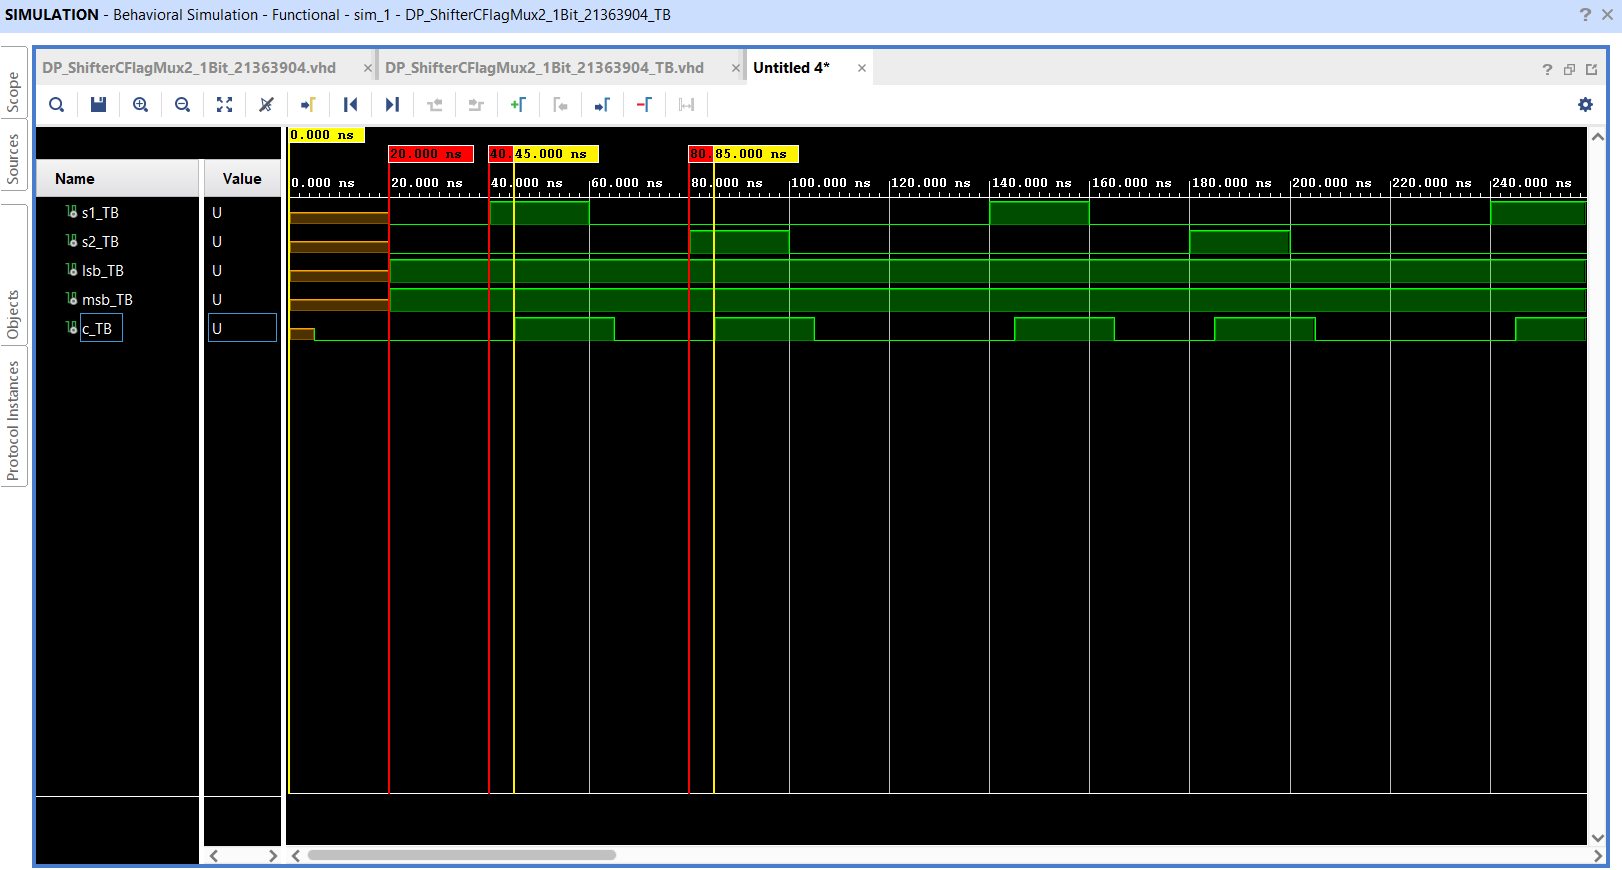 SIMULATION - Behavioral Simulation - Functional - sim_1 - DP_ShifterCFlagMux2_1Bit_21363904_TB
Scope
Sources
Objects
Protocol Instances
DP_ShifterCFlagMux2_1Bit_21363904.vhd
DP_ShifterCFlagMux2_1Bit_21363904_TB.vhd
Untitled 4*
0.000 ns
20.000 ns 40. 45.000 ns 80. 85.000 ns
Name Value
0.000 ns 20.000 ns 40.000 ns 60.000 ns 80.000 ns 100.000 ns 120.000 ns 140.000 ns 160.000 ns 180.000 ns 200.000 ns 220.000 ns 240.000 ns
s1_TB U
s2_TB U
lsb_TB U
msb_TB U
c_TB U